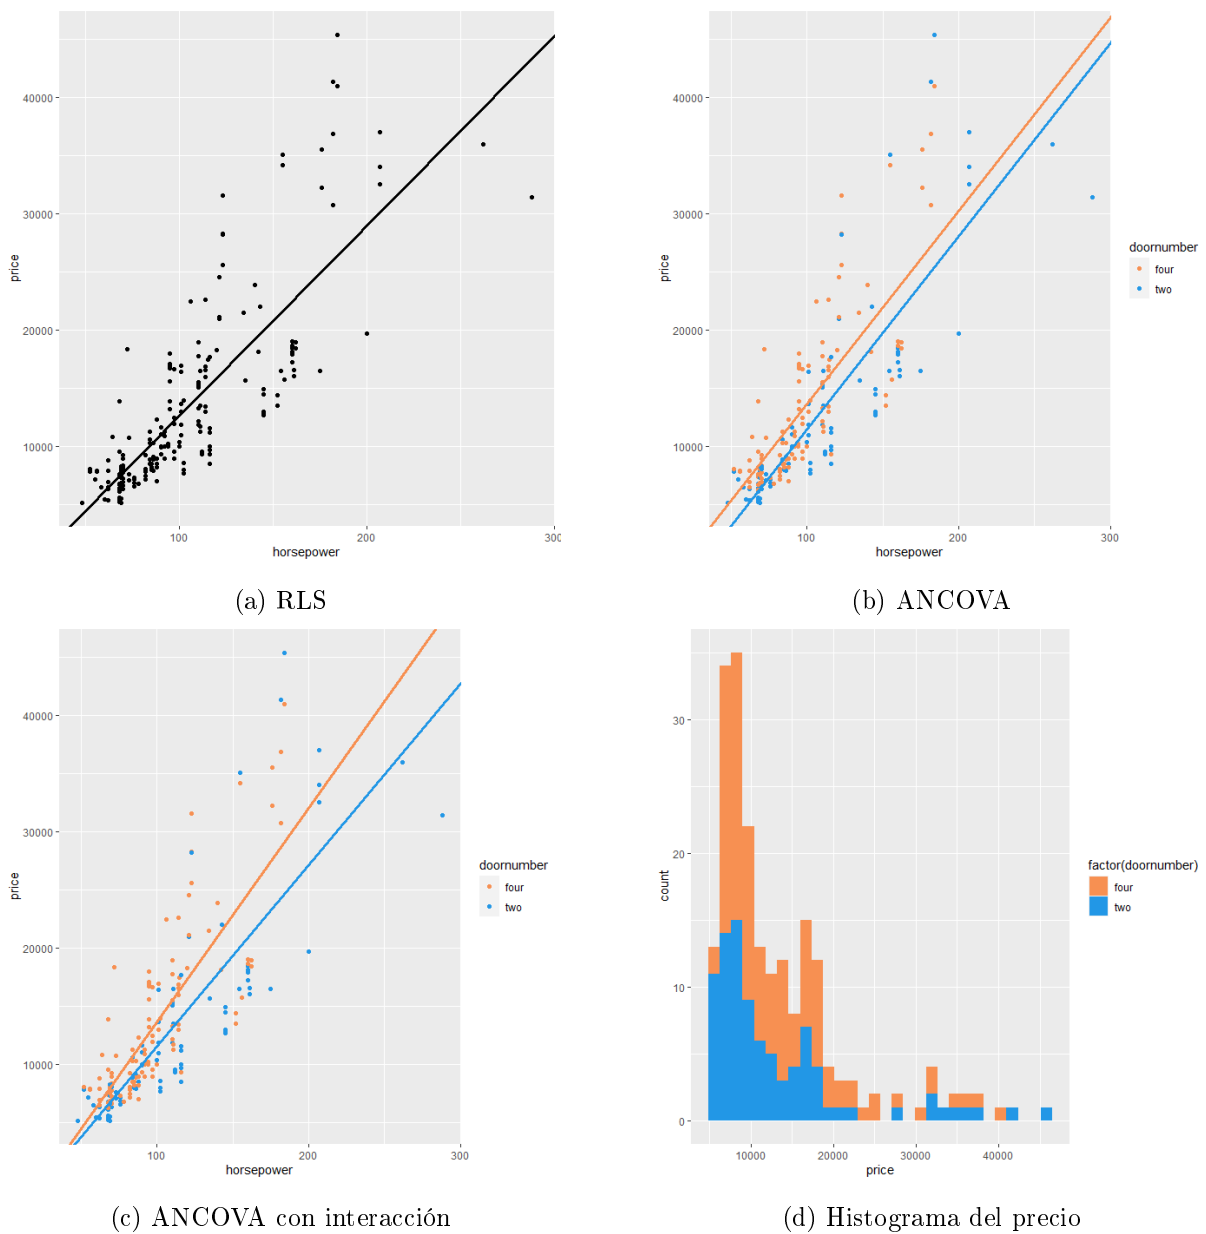 40000
30000
20000
10000
price
100
200
300
horsepower
(a) RLS
40000
30000
20000
10000
price
100
200
300
horsepower
doornumber
four
two
(b) ANCOVA
40000
30000
20000
10000
price
100
200
300
horsepower
doornumber
four
two
(c) ANCOVA con interacción
30
20
10
0
count
10000
20000
30000
40000
price
factor(doornumber)
four
two
(d) Histograma del precio